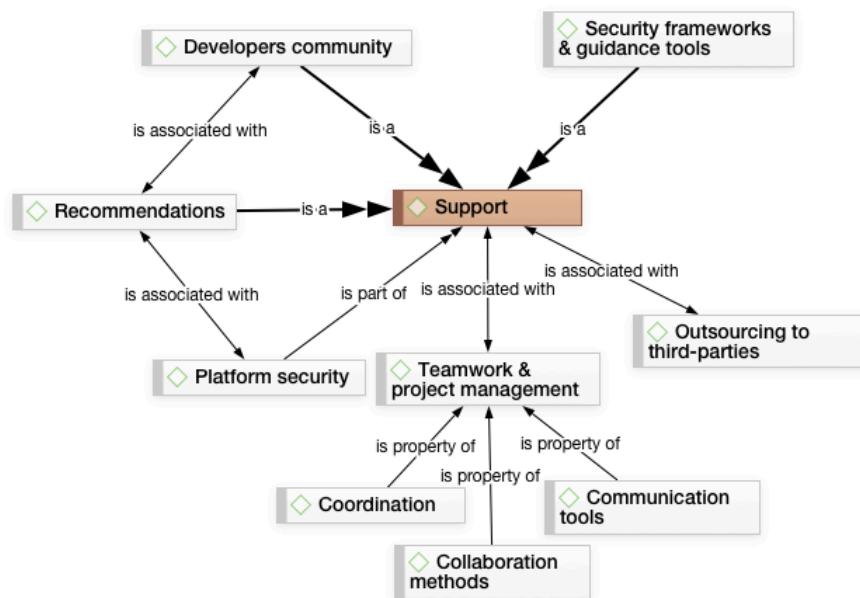 Developers community
Security frameworks
& guidance tools
is associated with
is a
is a
Recommendations
is a
Support
is associated with
is part of
is associated with
is associated with
Platform security
Teamwork &
project management
Outsourcing to
third-parties
is property of
is property of
is property of
Coordination
Communication
tools
Collaboration
methods